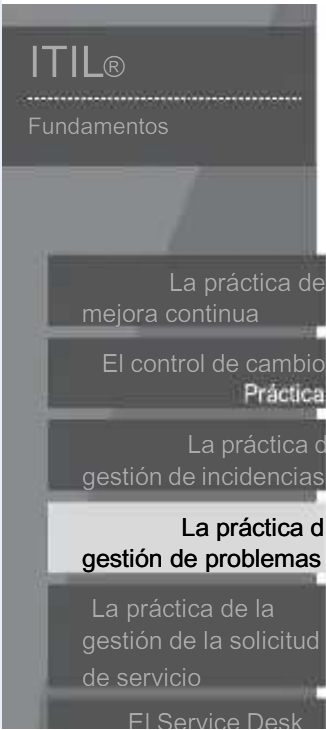 ITIL®
Fundamentos
La práctica de
mejora continua
El control de cambio
Práctica
La práctica d
gestión de incidencias
La práctica d
gestión de problemas
La práctica de la
gestión de la solicitud
de servicio
El Service Desk